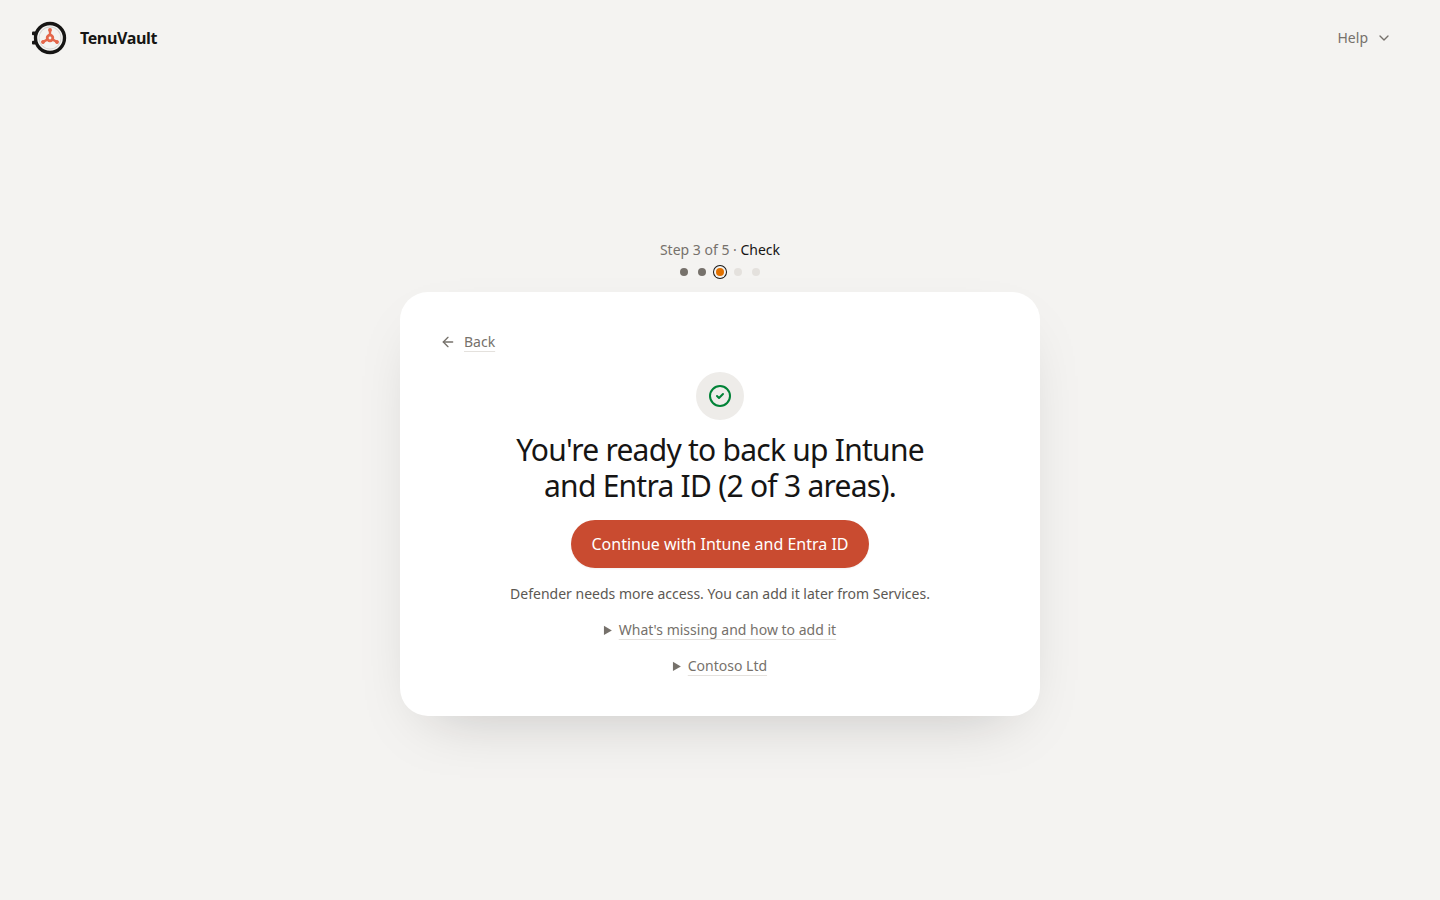 TenuVault
Help
Step 3 of 5 · Check
Back
You're ready to back up Intune
and Entra ID (2 of 3 areas).
Continue with Intune and Entra ID
Defender needs more access. You can add it later from Services.
What's missing and how to add it
Contoso Ltd